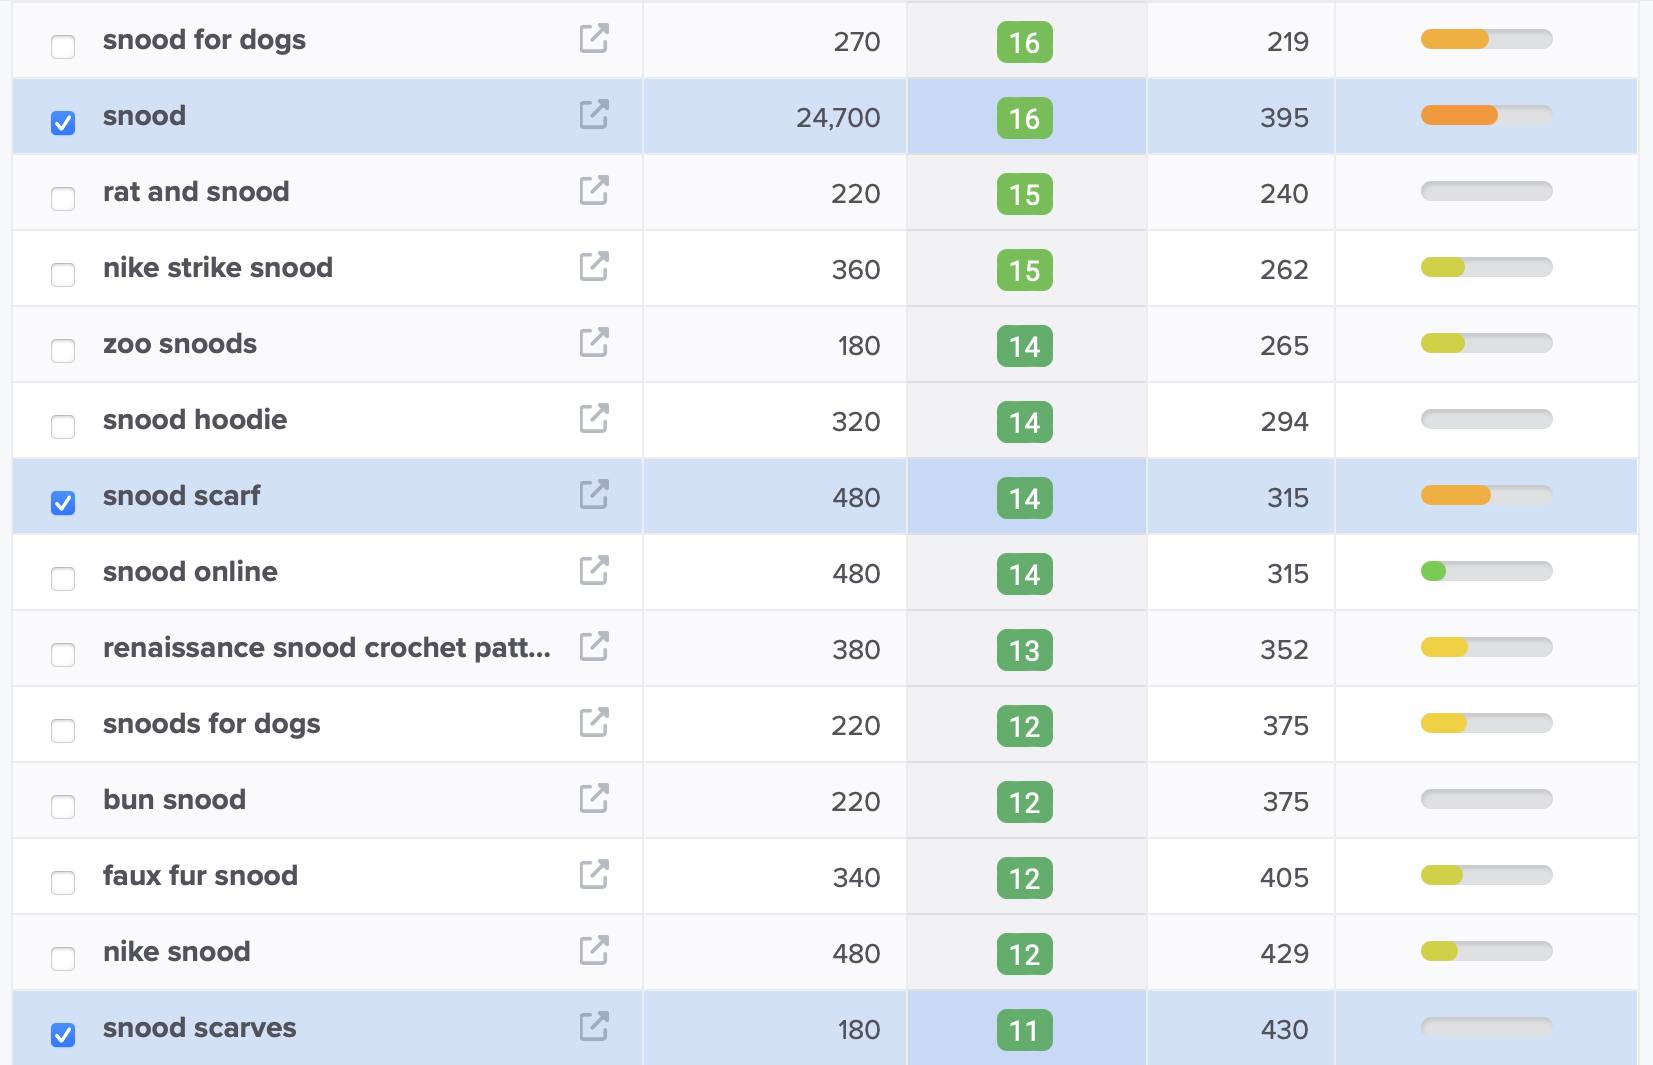 snood for dogs 270 16 219
snood 24,700 16 395
rat and snood 220 15 240
nike strike snood 360 15 262
zoo snoods 180 14 265
snood hoodie 320 14 294
snood scarf 480 14 315
snood online 480 14 315
renaissance snood crochet patt... 380 13 352
snoods for dogs 220 12 375
bun snood 220 12 375
faux fur snood 340 12 405
nike snood 480 12 429
snood scarves 180 11 430